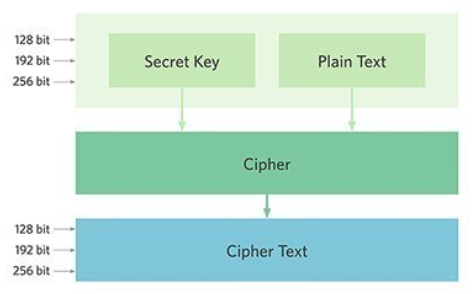 128 bit
192 bit
256 bit
Secret Key
Plain Text
Cipher
128 bit
192 bit
256 bit
Cipher Text